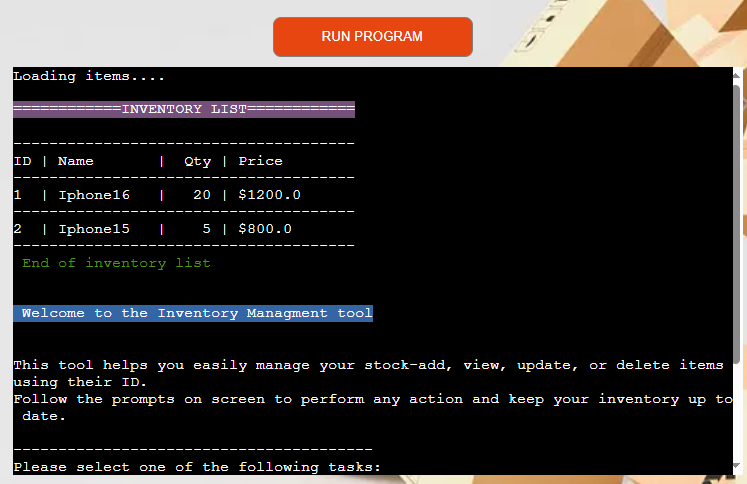 RUN PROGRAM
Loading items....
============INVENTORY LIST============
--------------------------------------
ID | Name       |  Qty | Price
--------------------------------------
1  | Iphone16   |   20 | $1200.0
--------------------------------------
2  | Iphone15   |    5 | $800.0
--------------------------------------
 End of inventory list
 Welcome to the Inventory Managment tool
This tool helps you easily manage your stock-add, view, update, or delete items
using their ID.
Follow the prompts on screen to perform any action and keep your inventory up to
 date.
----------------------------------------
Please select one of the following tasks: